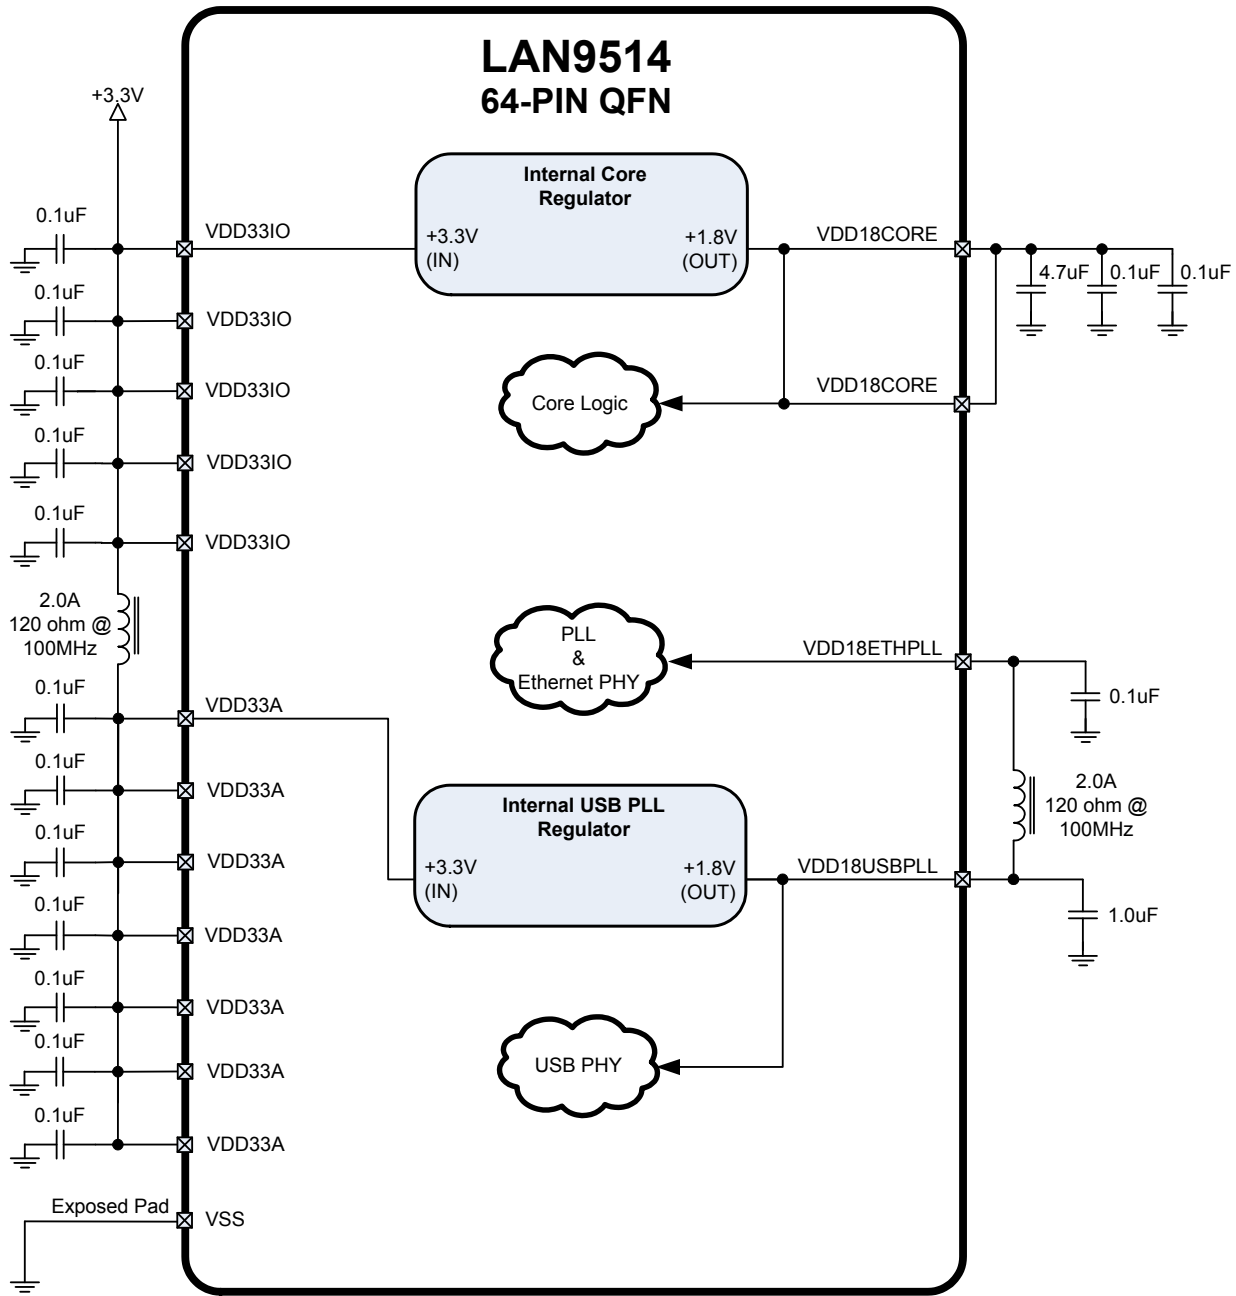 LAN9514
64-PIN QFN
+3.3V
Internal Core
Regulator
+3.3V
(IN)
+1.8V
(OUT)
0.1uF
VDD33IO
VDD18CORE
4.7uF
0.1uF
0.1uF
0.1uF
VDD33IO
0.1uF
VDD33IO
Core Logic
VDD18CORE
0.1uF
VDD33IO
0.1uF
VDD33IO
2.0A
120 ohm @
100MHz
PLL
&
Ethernet PHY
VDD18ETHPLL
0.1uF
0.1uF
VDD33A
0.1uF
VDD33A
2.0A
120 ohm @
100MHz
Internal USB PLL
Regulator
+3.3V
(IN)
+1.8V
(OUT)
VDD18USBPLL
1.0uF
0.1uF
VDD33A
0.1uF
VDD33A
0.1uF
VDD33A
0.1uF
VDD33A
USB PHY
0.1uF
VDD33A
Exposed Pad
VSS